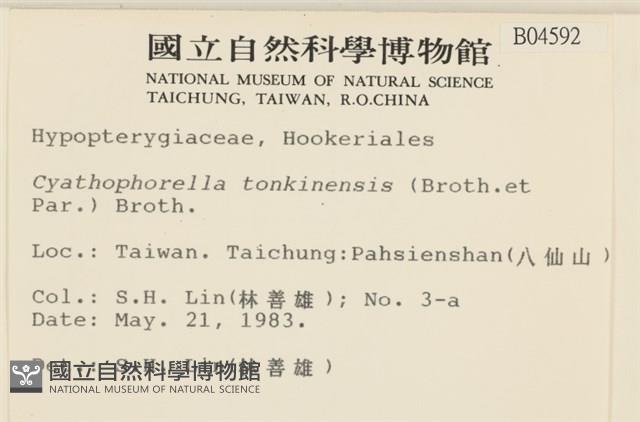 國立自然科學博物館
B04592
NATIONAL MUSEUM OF NATURAL SCIENCE
TAICHUNG, TAIWAN, R.O.CHINA
Hypopterygiaceae, Hookeriales
Cyathophorella tonkinensis (Broth.et
Par.) Broth.
Loc.: Taiwan. Taichung:Pahsienshan(八仙山)
Col.: S.H. Lin(林善雄); No. 3-a
Date: May. 21, 1983.
Det.: S.H. Lin(林善雄)
國立自然科學博物館
NATIONAL MUSEUM OF NATURAL SCIENCE